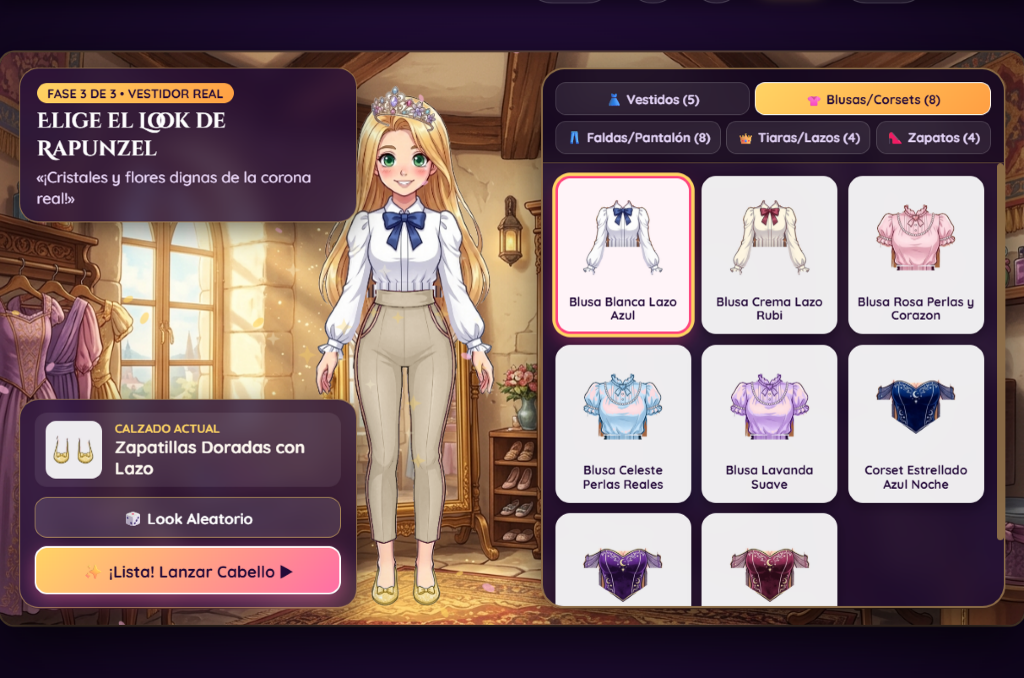 FASE 3 DE 3 • VESTIDOR REAL
ELIGE EL LOOK DE
RAPUNZEL
«¡Cristales y flores dignas de la corona
real!»
CALZADO ACTUAL
Zapatillas Doradas con
Lazo
Look Aleatorio
¡Lista! Lanzar Cabello ▶
Vestidos (5)
Blusas/Corsets (8)
Faldas/Pantalón (8)
Tiaras/Lazos (4)
Zapatos (4)
Blusa Blanca Lazo
Azul
Blusa Crema Lazo
Rubi
Blusa Rosa Perlas y
Corazon
Blusa Celeste
Perlas Reales
Blusa Lavanda
Suave
Corset Estrellado
Azul Noche